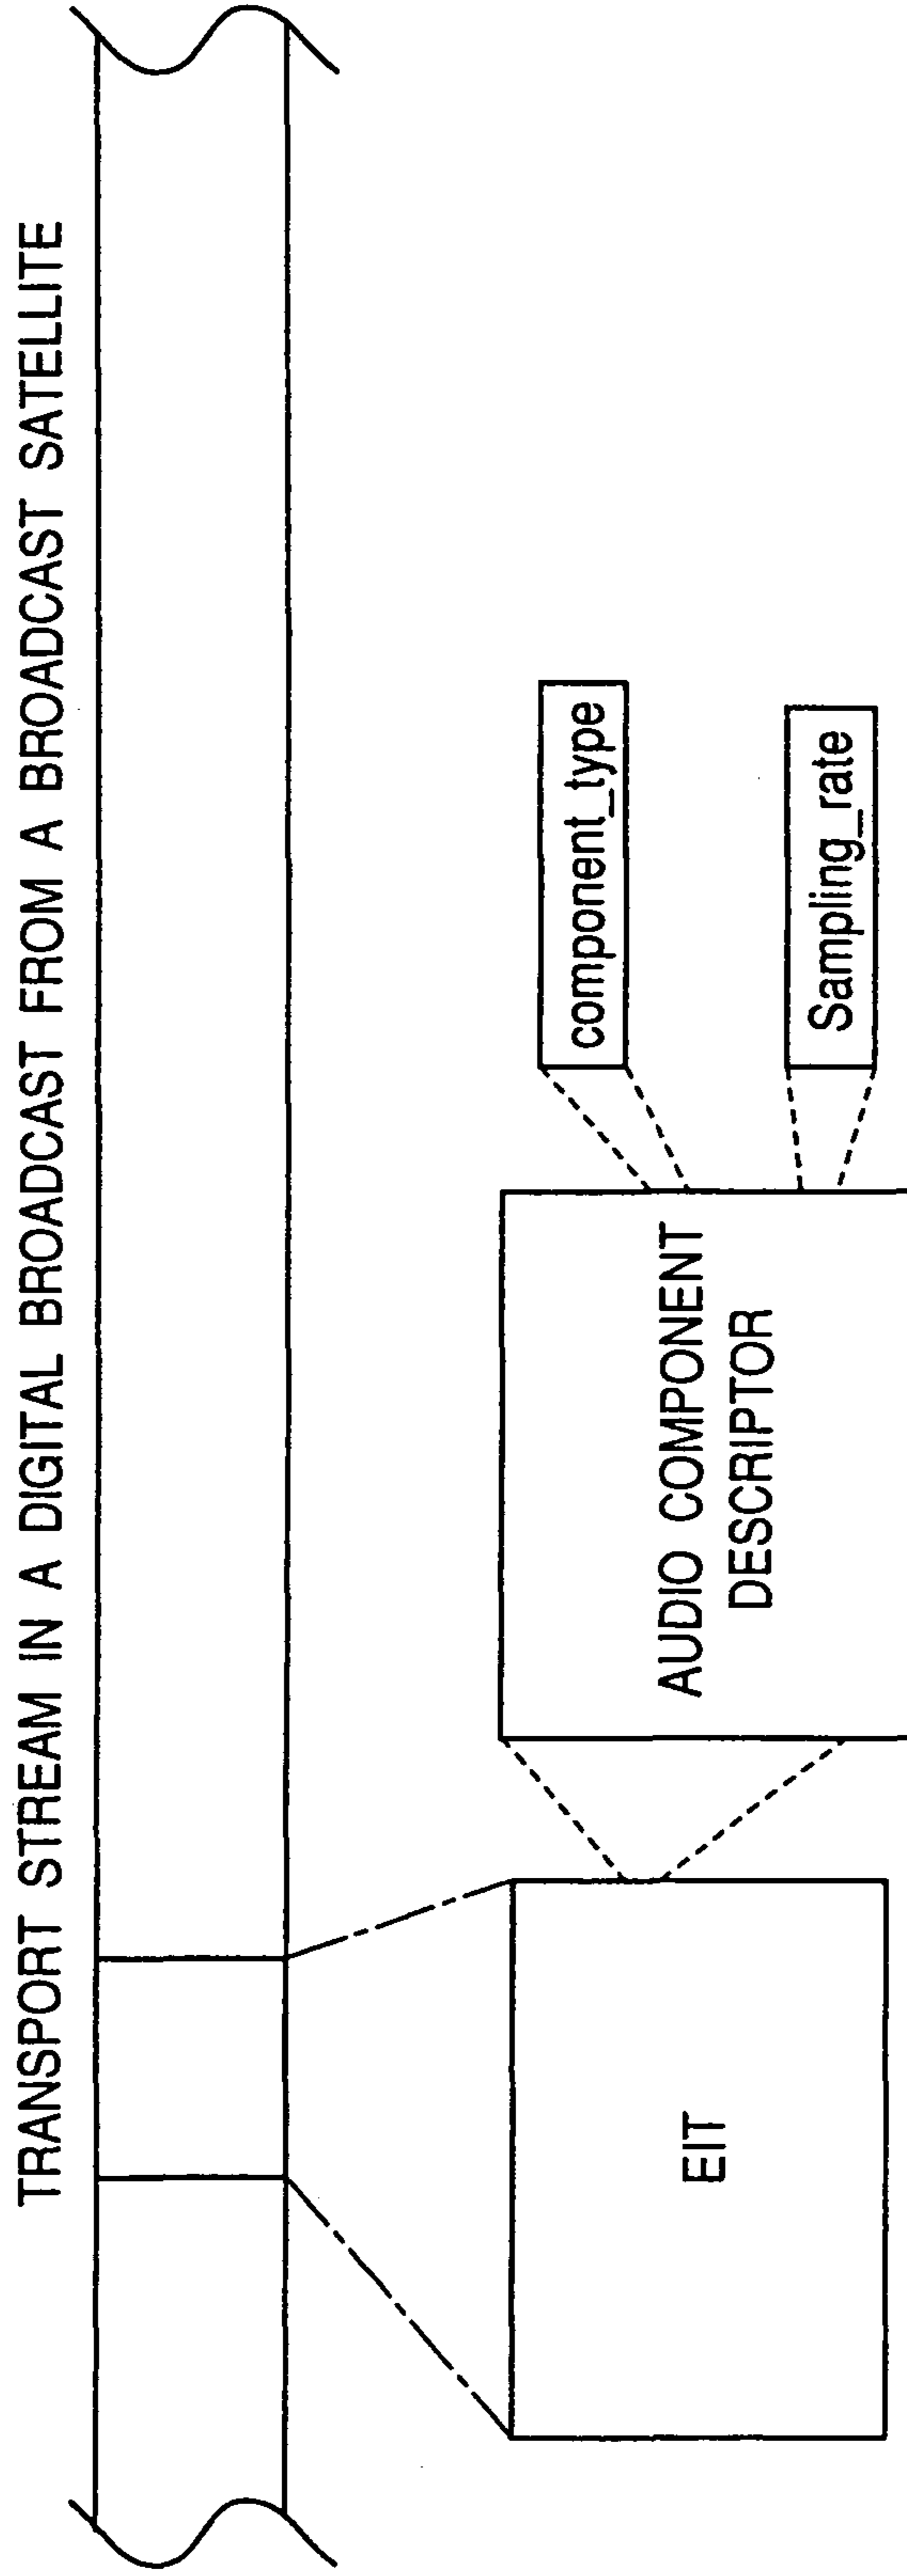 TRANSPORT STREAM IN A DIGITAL BROADCAST FROM A BROADCAST SATELLITE
EIT
AUDIO COMPONENT
DESCRIPTOR
component_type
Sampling_rate